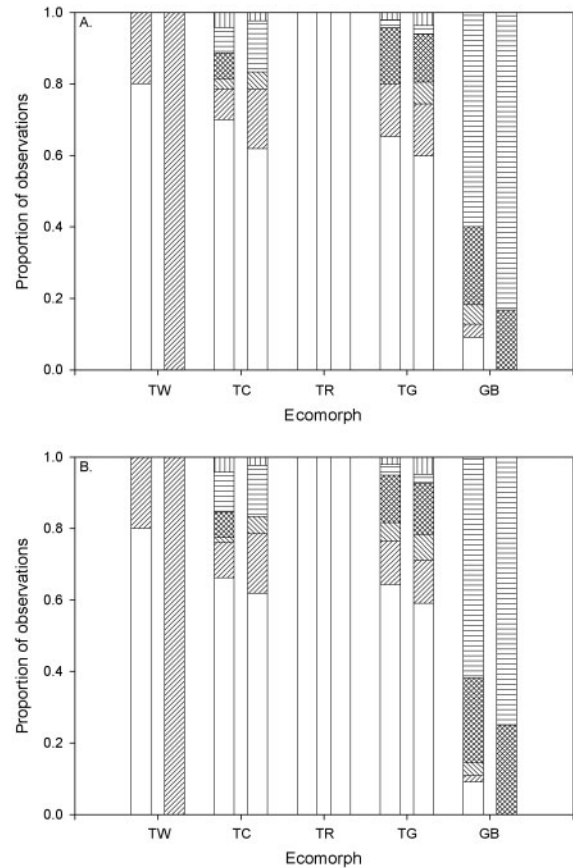 A.
Proportion of observations
1.0
0.8
0.6
0.4
0.2
0.0
TW TC TR TG GB
Ecomorph
B.
Proportion of observations
1.0
0.8
0.6
0.4
0.2
0.0
TW TC TR TG GB
Ecomorph